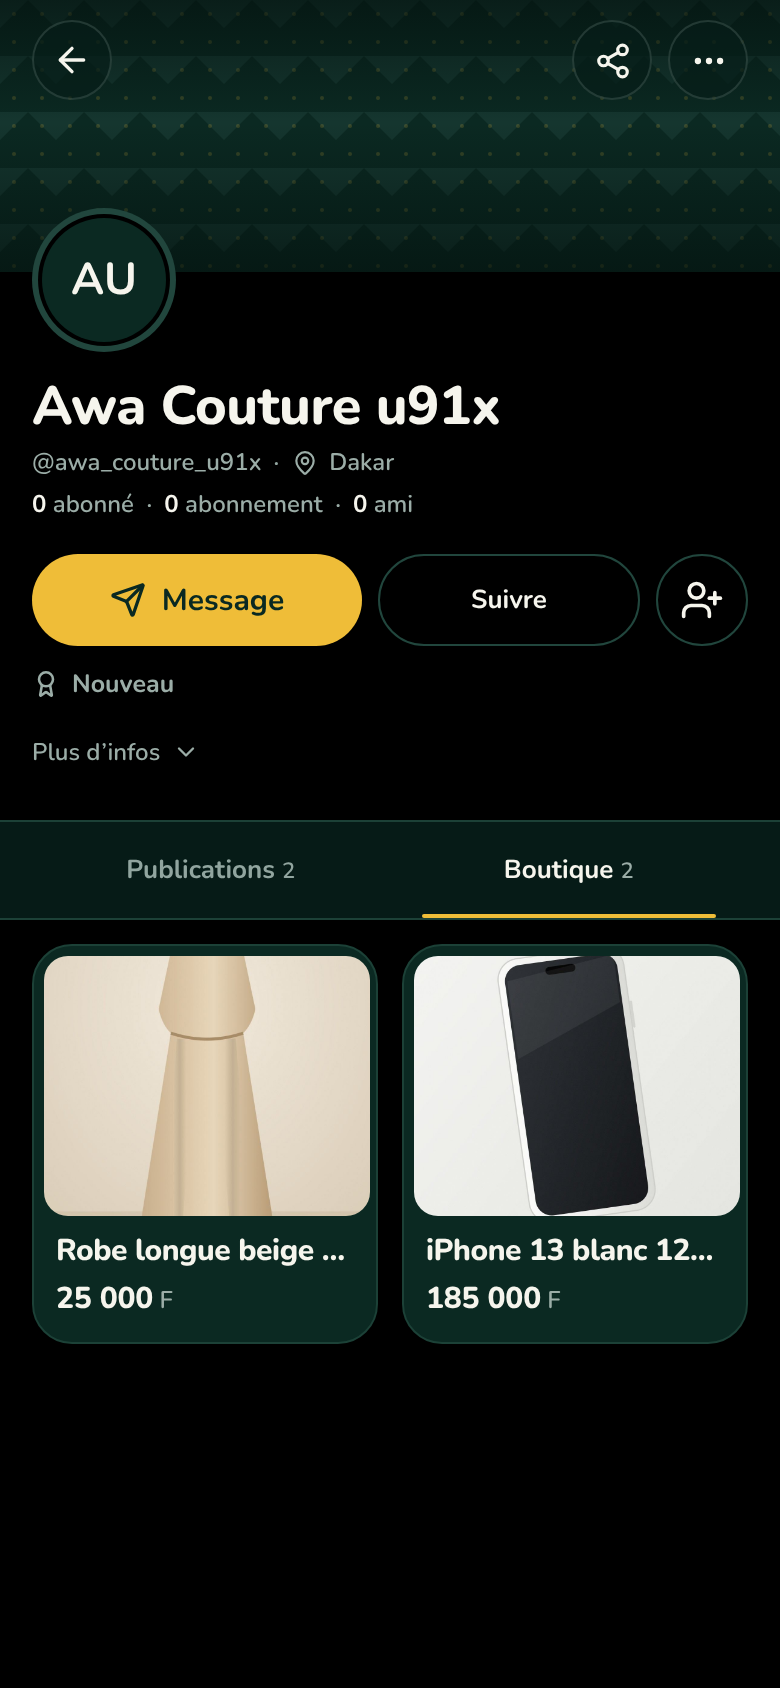 AU
Awa Couture u91x
@awa_couture_u91x · Dakar
0 abonné · 0 abonnement · 0 ami
Message
Suivre
Nouveau
Plus d’infos
Publications 2
Boutique 2
Robe longue beige ...
25 000 F
iPhone 13 blanc 12...
185 000 F